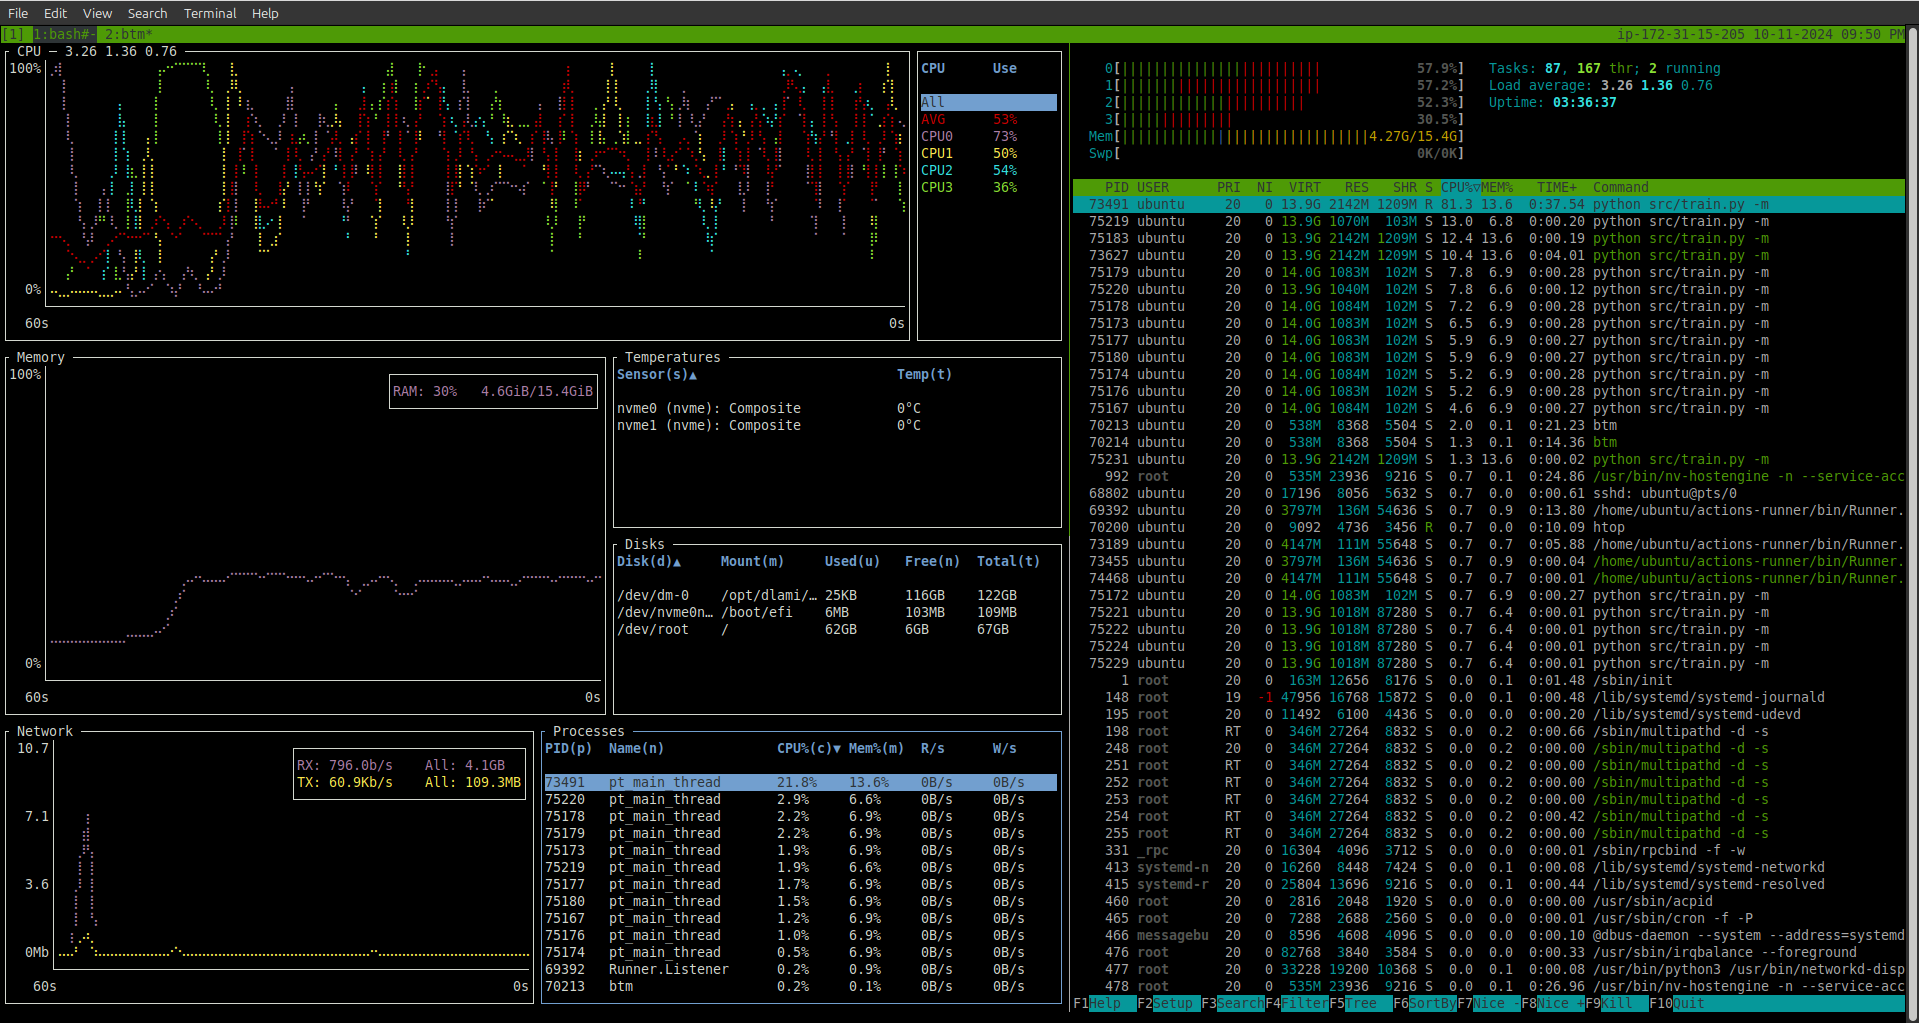 File Edit View Search Terminal Help
[1] 1:bash#- 2:btm* ip-172-31-15-205 10-11-2024 09:50 PM
CPU — 3.26 1.36 0.76
100%
0%
60s 0s
CPU Use
All
AVG 53%
CPU0 73%
CPU1 50%
CPU2 54%
CPU3 36%
Memory
100%
RAM: 30% 4.6GiB/15.4GiB
0%
60s 0s
Temperatures
Sensor(s)▲ Temp(t)
nvme0 (nvme): Composite 0°C
nvme1 (nvme): Composite 0°C
Disks
Disk(d)▲ Mount(m) Used(u) Free(n) Total(t)
/dev/dm-0 /opt/dlami/… 25KB 116GB 122GB
/dev/nvme0n… /boot/efi 6MB 103MB 109MB
/dev/root / 62GB 6GB 67GB
Network
10.7
RX: 796.0b/s All: 4.1GB
TX: 60.9Kb/s All: 109.3MB
7.1
3.6
0Mb
60s 0s
Processes
PID(p) Name(n) CPU%(c)▼ Mem%(m) R/s W/s
73491 pt_main_thread 21.8% 13.6% 0B/s 0B/s
75220 pt_main_thread 2.9% 6.6% 0B/s 0B/s
75178 pt_main_thread 2.2% 6.9% 0B/s 0B/s
75179 pt_main_thread 2.2% 6.9% 0B/s 0B/s
75173 pt_main_thread 1.9% 6.9% 0B/s 0B/s
75219 pt_main_thread 1.9% 6.6% 0B/s 0B/s
75177 pt_main_thread 1.7% 6.9% 0B/s 0B/s
75180 pt_main_thread 1.5% 6.9% 0B/s 0B/s
75167 pt_main_thread 1.2% 6.9% 0B/s 0B/s
75176 pt_main_thread 1.0% 6.9% 0B/s 0B/s
75174 pt_main_thread 0.5% 6.9% 0B/s 0B/s
69392 Runner.Listener 0.2% 0.9% 0B/s 0B/s
70213 btm 0.2% 0.1% 0B/s 0B/s
0[||||||||||||||||||||||||| 57.9%] Tasks: 87, 167 thr; 2 running
1[||||||||||||||||||||||||| 57.2%] Load average: 3.26 1.36 0.76
2[||||||||||||||||||||||| 52.3%] Uptime: 03:36:37
3[|||||||||||||| 30.5%]
Mem[|||||||||||||||||||||||||||||||4.27G/15.4G]
Swp[ 0K/0K]
PID USER PRI NI VIRT RES SHR S CPU%▽MEM% TIME+ Command
73491 ubuntu 20 0 13.9G 2142M 1209M R 81.3 13.6 0:37.54 python src/train.py -m
75219 ubuntu 20 0 13.9G 1070M 103M S 13.0 6.8 0:00.20 python src/train.py -m
75183 ubuntu 20 0 13.9G 2142M 1209M S 12.4 13.6 0:00.19 python src/train.py -m
73627 ubuntu 20 0 13.9G 2142M 1209M S 10.4 13.6 0:04.01 python src/train.py -m
75179 ubuntu 20 0 14.0G 1083M 102M S 7.8 6.9 0:00.28 python src/train.py -m
75220 ubuntu 20 0 13.9G 1040M 102M S 7.8 6.6 0:00.12 python src/train.py -m
75178 ubuntu 20 0 14.0G 1084M 102M S 7.2 6.9 0:00.28 python src/train.py -m
75173 ubuntu 20 0 14.0G 1083M 102M S 6.5 6.9 0:00.28 python src/train.py -m
75177 ubuntu 20 0 14.0G 1083M 102M S 5.9 6.9 0:00.27 python src/train.py -m
75180 ubuntu 20 0 14.0G 1083M 102M S 5.9 6.9 0:00.27 python src/train.py -m
75174 ubuntu 20 0 14.0G 1084M 102M S 5.2 6.9 0:00.28 python src/train.py -m
75176 ubuntu 20 0 14.0G 1083M 102M S 5.2 6.9 0:00.28 python src/train.py -m
75167 ubuntu 20 0 14.0G 1084M 102M S 4.6 6.9 0:00.27 python src/train.py -m
70213 ubuntu 20 0 538M 8368 5504 S 2.0 0.1 0:21.23 btm
70214 ubuntu 20 0 538M 8368 5504 S 1.3 0.1 0:14.36 btm
75231 ubuntu 20 0 13.9G 2142M 1209M S 1.3 13.6 0:00.02 python src/train.py -m
992 root 20 0 535M 23936 9216 S 0.7 0.1 0:24.86 /usr/bin/nv-hostengine -n --service-acc
68802 ubuntu 20 0 17196 8056 5632 S 0.7 0.0 0:00.61 sshd: ubuntu@pts/0
69392 ubuntu 20 0 3797M 136M 54636 S 0.7 0.9 0:13.80 /home/ubuntu/actions-runner/bin/Runner.
70200 ubuntu 20 0 9092 4736 3456 R 0.7 0.0 0:10.09 htop
73189 ubuntu 20 0 4147M 111M 55648 S 0.7 0.7 0:05.88 /home/ubuntu/actions-runner/bin/Runner.
73455 ubuntu 20 0 3797M 136M 54636 S 0.7 0.9 0:00.04 /home/ubuntu/actions-runner/bin/Runner.
74468 ubuntu 20 0 4147M 111M 55648 S 0.7 0.7 0:00.01 /home/ubuntu/actions-runner/bin/Runner.
75172 ubuntu 20 0 14.0G 1083M 102M S 0.7 6.9 0:00.27 python src/train.py -m
75221 ubuntu 20 0 13.9G 1018M 87280 S 0.7 6.4 0:00.01 python src/train.py -m
75222 ubuntu 20 0 13.9G 1018M 87280 S 0.7 6.4 0:00.01 python src/train.py -m
75224 ubuntu 20 0 13.9G 1018M 87280 S 0.7 6.4 0:00.01 python src/train.py -m
75229 ubuntu 20 0 13.9G 1018M 87280 S 0.7 6.4 0:00.01 python src/train.py -m
1 root 20 0 163M 12656 8176 S 0.0 0.1 0:01.48 /sbin/init
148 root 19 -1 47956 16768 15872 S 0.0 0.1 0:00.48 /lib/systemd/systemd-journald
195 root 20 0 11492 6100 4436 S 0.0 0.0 0:00.20 /lib/systemd/systemd-udevd
198 root RT 0 346M 27264 8832 S 0.0 0.2 0:00.66 /sbin/multipathd -d -s
248 root 20 0 346M 27264 8832 S 0.0 0.2 0:00.00 /sbin/multipathd -d -s
251 root RT 0 346M 27264 8832 S 0.0 0.2 0:00.00 /sbin/multipathd -d -s
252 root RT 0 346M 27264 8832 S 0.0 0.2 0:00.00 /sbin/multipathd -d -s
253 root RT 0 346M 27264 8832 S 0.0 0.2 0:00.00 /sbin/multipathd -d -s
254 root RT 0 346M 27264 8832 S 0.0 0.2 0:00.42 /sbin/multipathd -d -s
255 root RT 0 346M 27264 8832 S 0.0 0.2 0:00.00 /sbin/multipathd -d -s
331 _rpc 20 0 16304 4096 3712 S 0.0 0.0 0:00.01 /sbin/rpcbind -f -w
413 systemd-n 20 0 16260 8448 7424 S 0.0 0.1 0:00.08 /lib/systemd/systemd-networkd
415 systemd-r 20 0 25804 13696 9216 S 0.0 0.1 0:00.44 /lib/systemd/systemd-resolved
460 root 20 0 2816 2048 1920 S 0.0 0.0 0:00.00 /usr/sbin/acpid
465 root 20 0 7288 2688 2560 S 0.0 0.0 0:00.01 /usr/sbin/cron -f -P
466 messagebu 20 0 8596 4608 4096 S 0.0 0.0 0:00.10 @dbus-daemon --system --address=systemd
476 root 20 0 82768 3840 3584 S 0.0 0.0 0:00.33 /usr/sbin/irqbalance --foreground
477 root 20 0 33228 19200 10368 S 0.0 0.1 0:00.08 /usr/bin/python3 /usr/bin/networkd-disp
478 root 20 0 535M 23936 9216 S 0.0 0.1 0:26.96 /usr/bin/nv-hostengine -n --service-acc
F1Help F2Setup F3SearchF4FilterF5Tree F6SortByF7Nice -F8Nice +F9Kill F10Quit